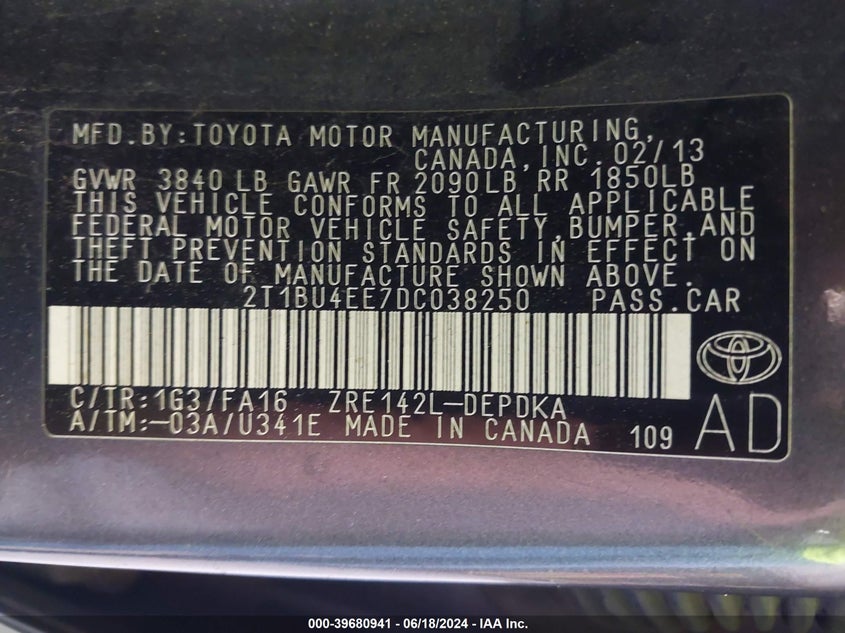 MFD.BY:TOYOTA MOTOR MANUFACTURING,
CANADA,INC.02/13
GVWR 3840 LB GAWR FR 2090LB RR 1850LB
THIS VEHICLE CONFORMS TO ALL APPLICABLE
FEDERAL MOTOR VEHICLE SAFETY,BUMPER,AND
THEFT PREVENTION STANDARDS IN EFFECT ON
THE DATE OF MANUFACTURE SHOWN ABOVE.
2T1BU4EE7DC038250 PASS.CAR
C/TR:1G3/FA16 ZRE142L-DEPDKA
A/TM:-03A/U341E MADE IN CANADA 109 AD
000-39680941 - 06/18/2024 - IAA Inc.